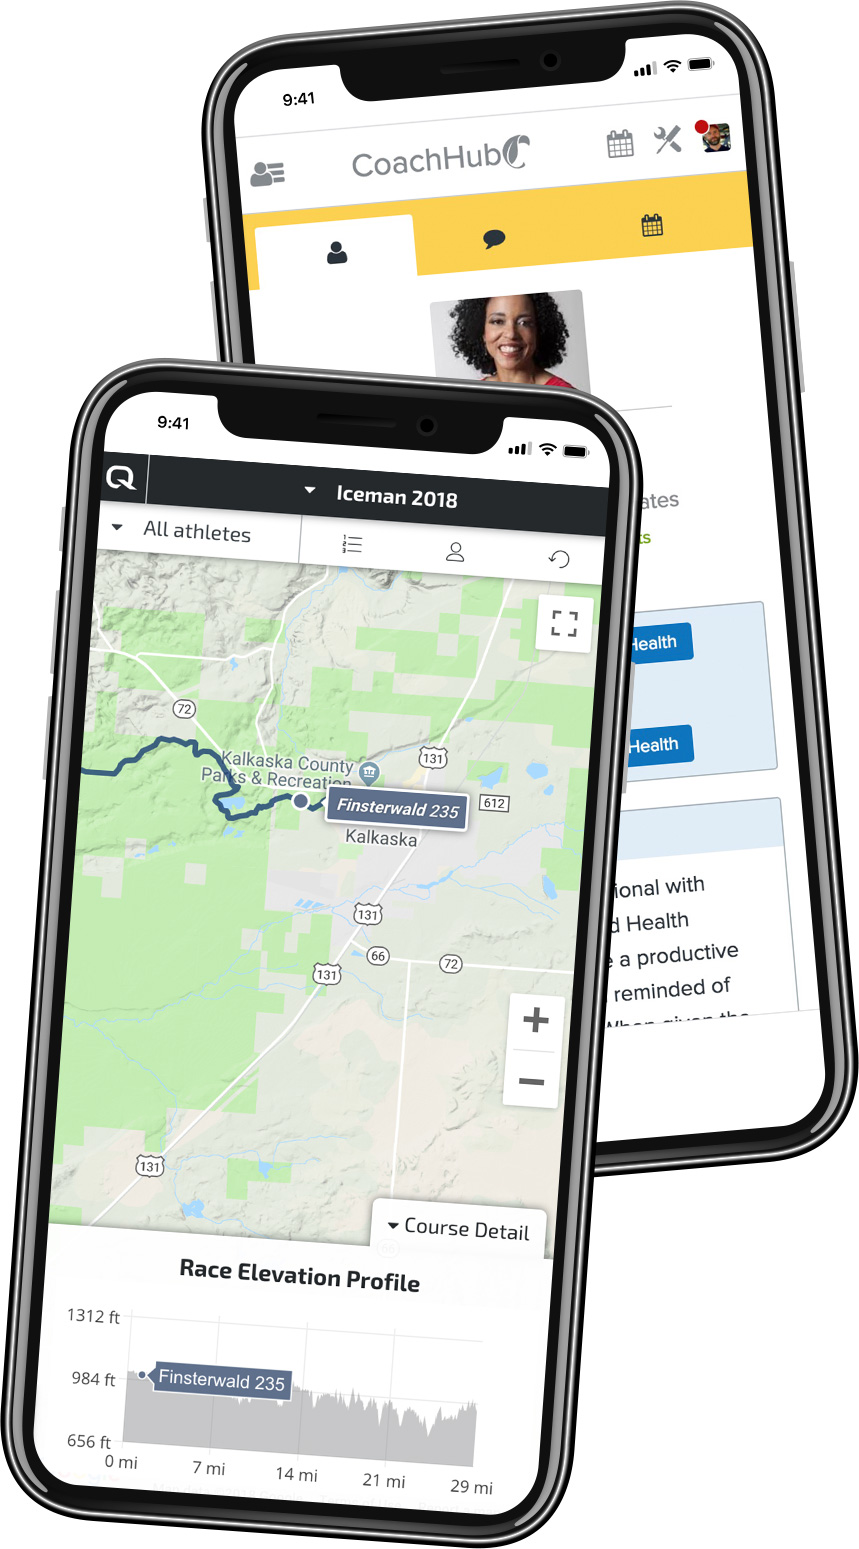 9:41
CoachHub
ates
ts
Health
Health
ional with
d Health
e a productive
reminded of
9:41
Iceman 2018
All athletes
1
2
3
72
Kalkaska County
Parks & Recreation
131
Finsterwald 235
612
Kalkaska
131
66
72
131
131
Course Detail
Race Elevation Profile
1312 ft
984 ft
Finsterwald 235
656 ft
0 mi
7 mi
14 mi
21 mi
29 mi